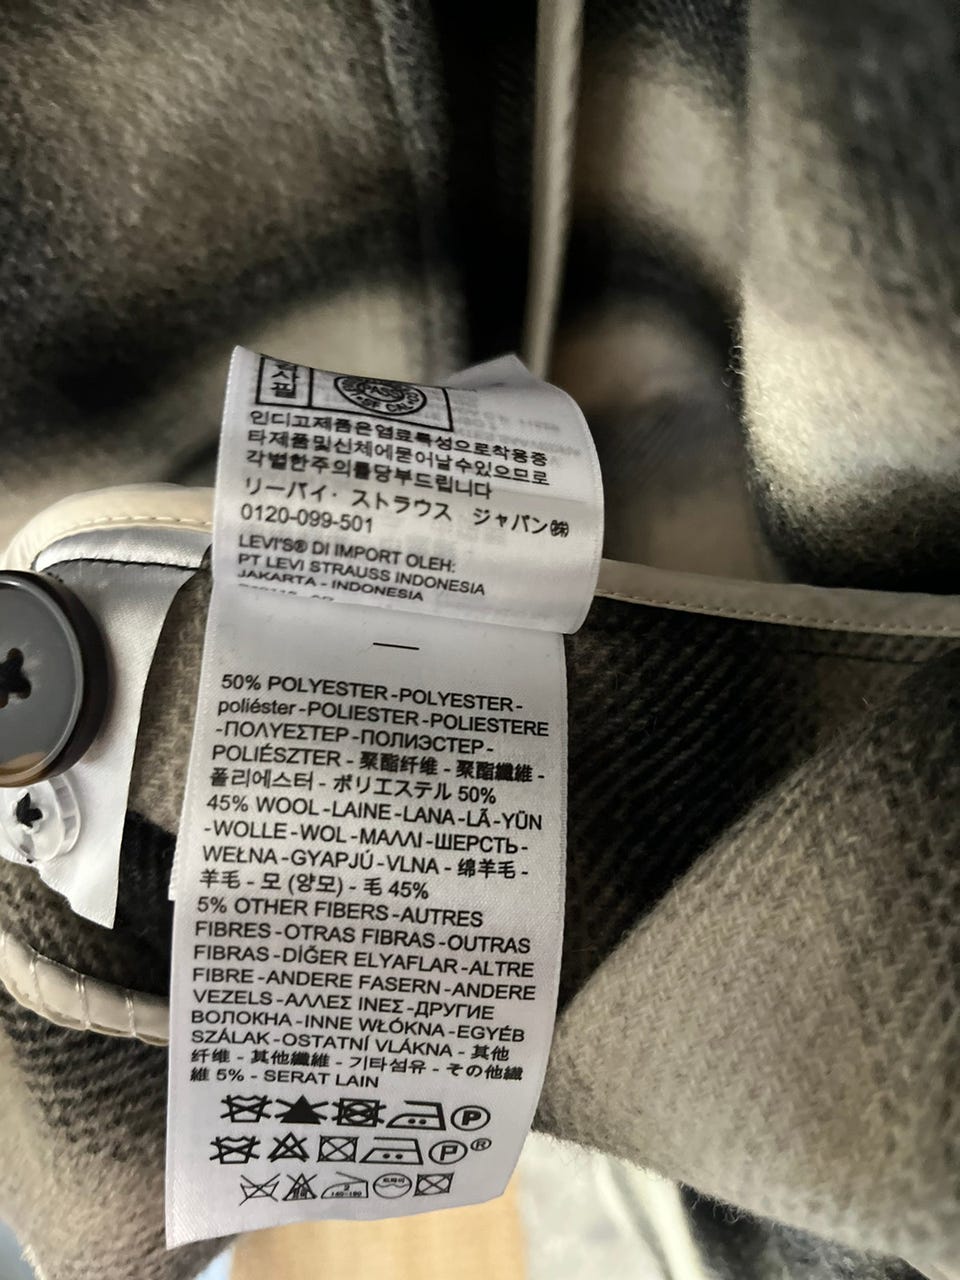 검사필
PASS
인디고제품은염료특성으로착용중
타제품및신체에묻어날수있으므로
각별한주의를당부드립니다
リーバイ・ストラウス ジャパン㈱
0120-099-501
LEVI'S® DI IMPORT OLEH:
PT LEVI STRAUSS INDONESIA
JAKARTA - INDONESIA
50% POLYESTER-POLYESTER-
poliéster-POLIESTER-POLIESTERE
-ΠΟΛΥΕΣΤΕΡ-ПОЛИЭСТЕР-
POLIÉSZTER - 聚酯纤维 - 聚酯纖維 -
폴리에스터 - ポリエステル 50%
45% WOOL-LAINE-LANA-LÃ-YÜN
-WOLLE-WOL-ΜΑΛΛΙ-ШЕРСТЬ-
WEŁNA-GYAPJÚ-VLNA - 绵羊毛 -
羊毛 - 모 (양모) - 毛 45%
5% OTHER FIBERS-AUTRES
FIBRES-OTRAS FIBRAS-OUTRAS
FIBRAS-DİĞER ELYAFLAR-ALTRE
FIBRE-ANDERE FASERN-ANDERE
VEZELS-ΑΛΛΕΣ ΙΝΕΣ-ДРУГИЕ
ВОЛОКНА-INNE WŁÓKNA-EGYÉB
SZÁLAK-OSTATNÍ VLÁKNA - 其他
纤维 - 其他纖維 - 기타섬유 - その他繊
維 5% - SERAT LAIN
P
P ®